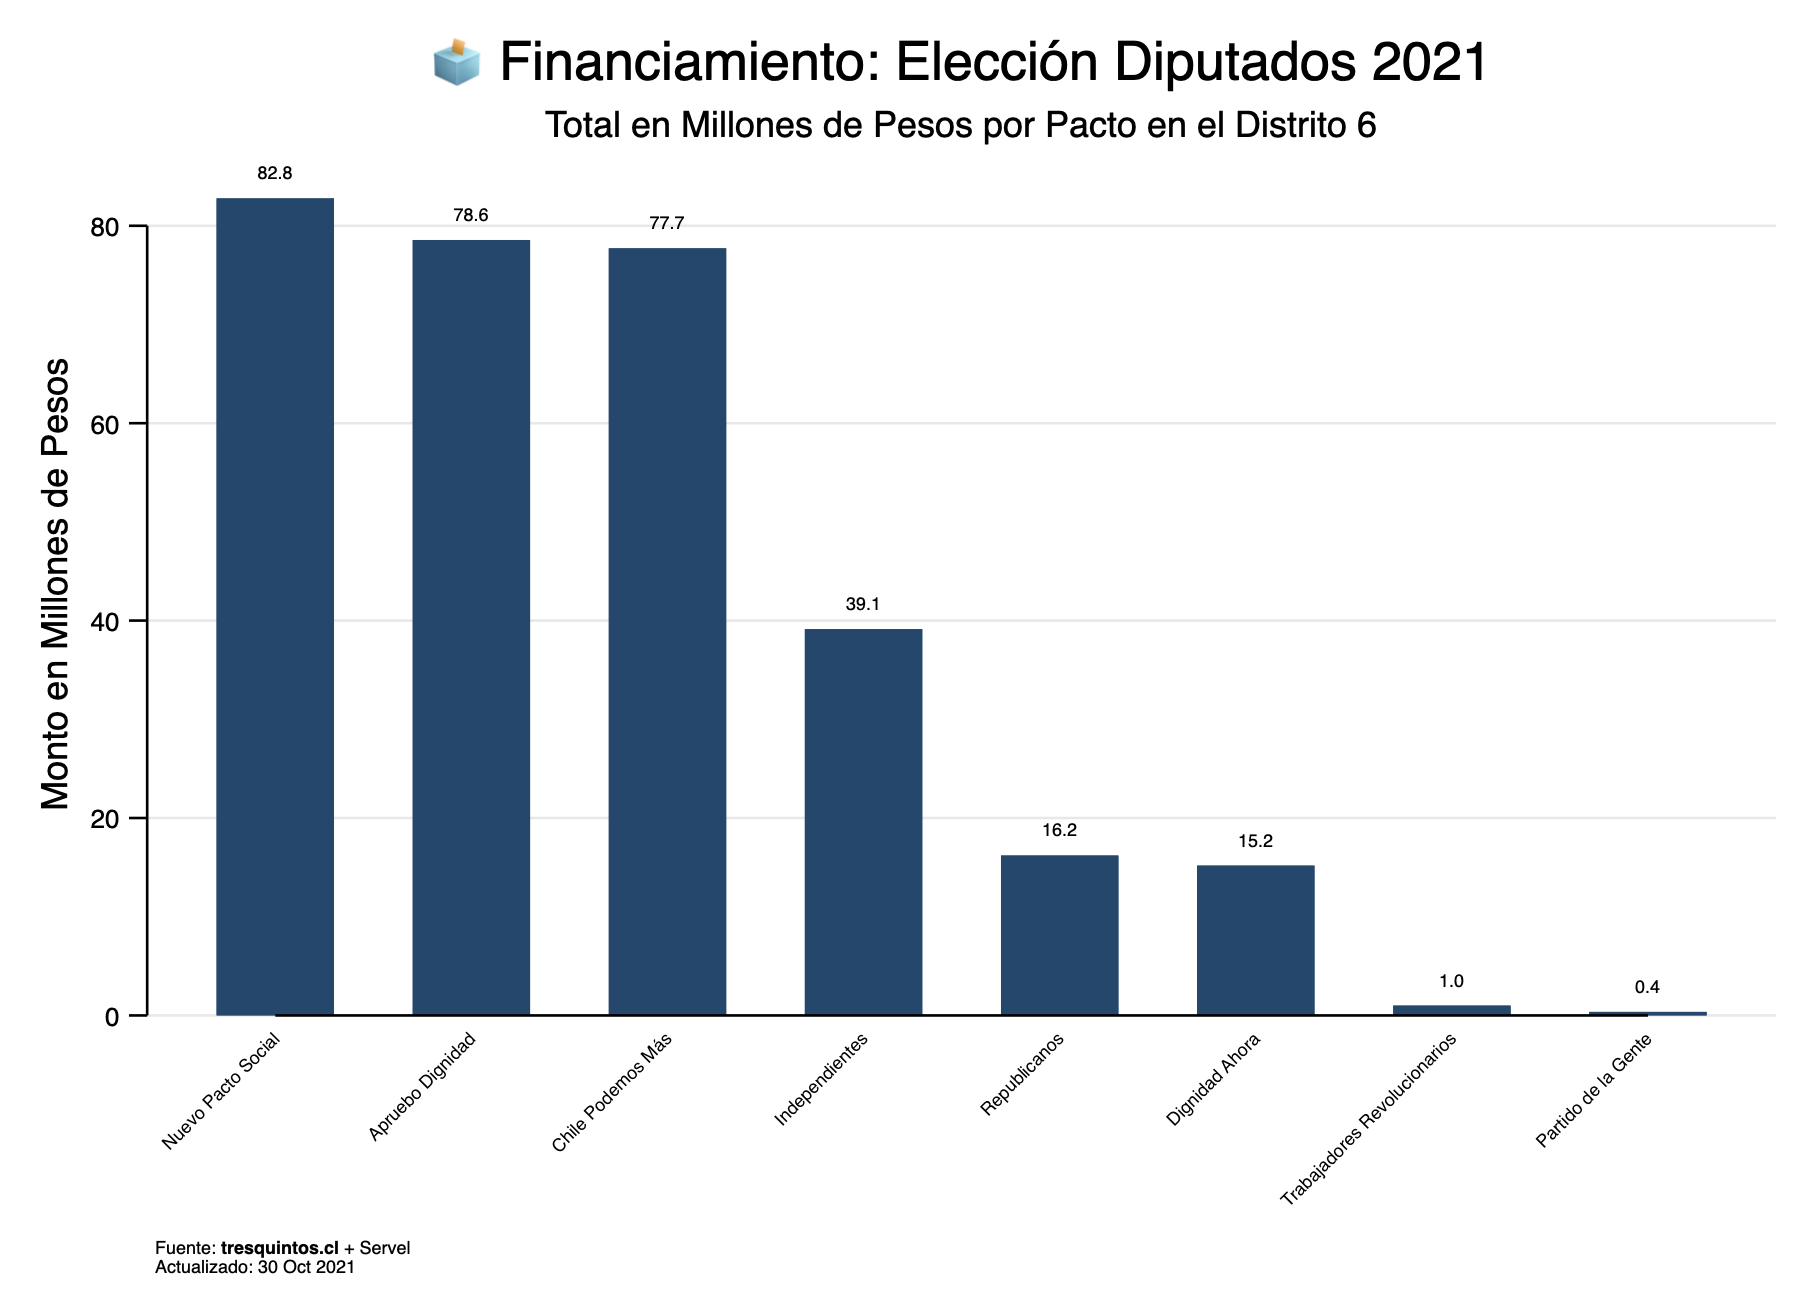 Financiamiento: Elección Diputados 2021
Total en Millones de Pesos por Pacto en el Distrito 6
Monto en Millones de Pesos
80
60
40
20
0
82.8
78.6
77.7
39.1
16.2
15.2
1.0
0.4
Nuevo Pacto Social
Apruebo Dignidad
Chile Podemos Más
Independientes
Republicanos
Dignidad Ahora
Trabajadores Revolucionarios
Partido de la Gente
Fuente: tresquintos.cl + Servel
Actualizado: 30 Oct 2021